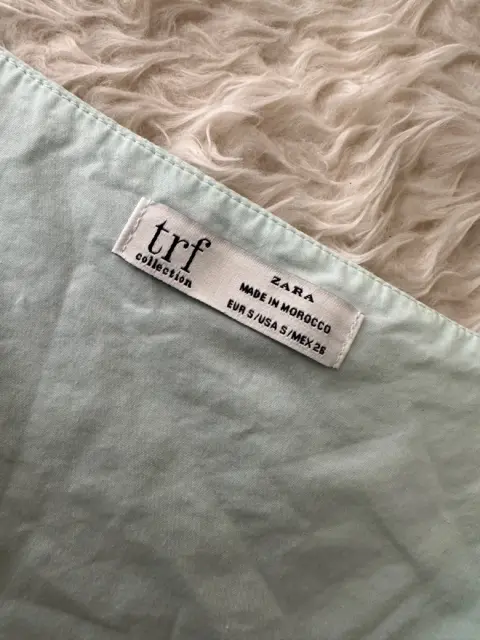 trf
collection
ZARA
MADE IN MOROCCO
EUR S/USA S/MEX 26